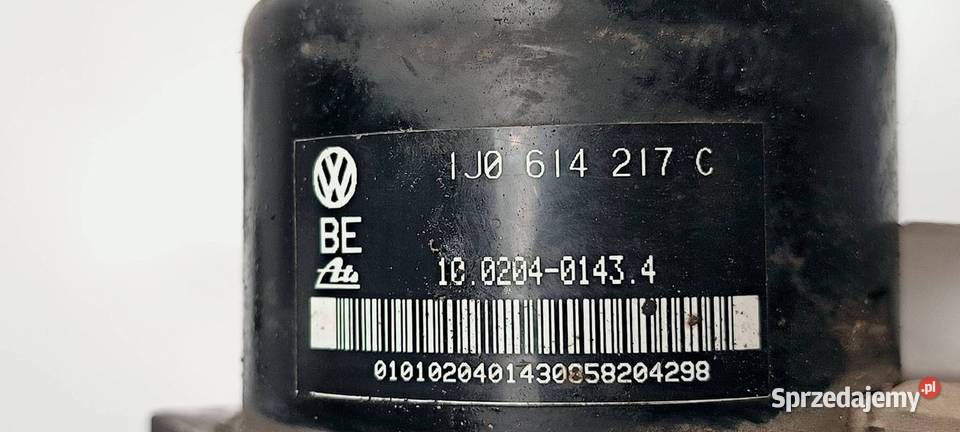 1J0 614 217 C
BE
Ate
10.0204-0143.4
0101020401430858204298
Sprzedajemy.pl